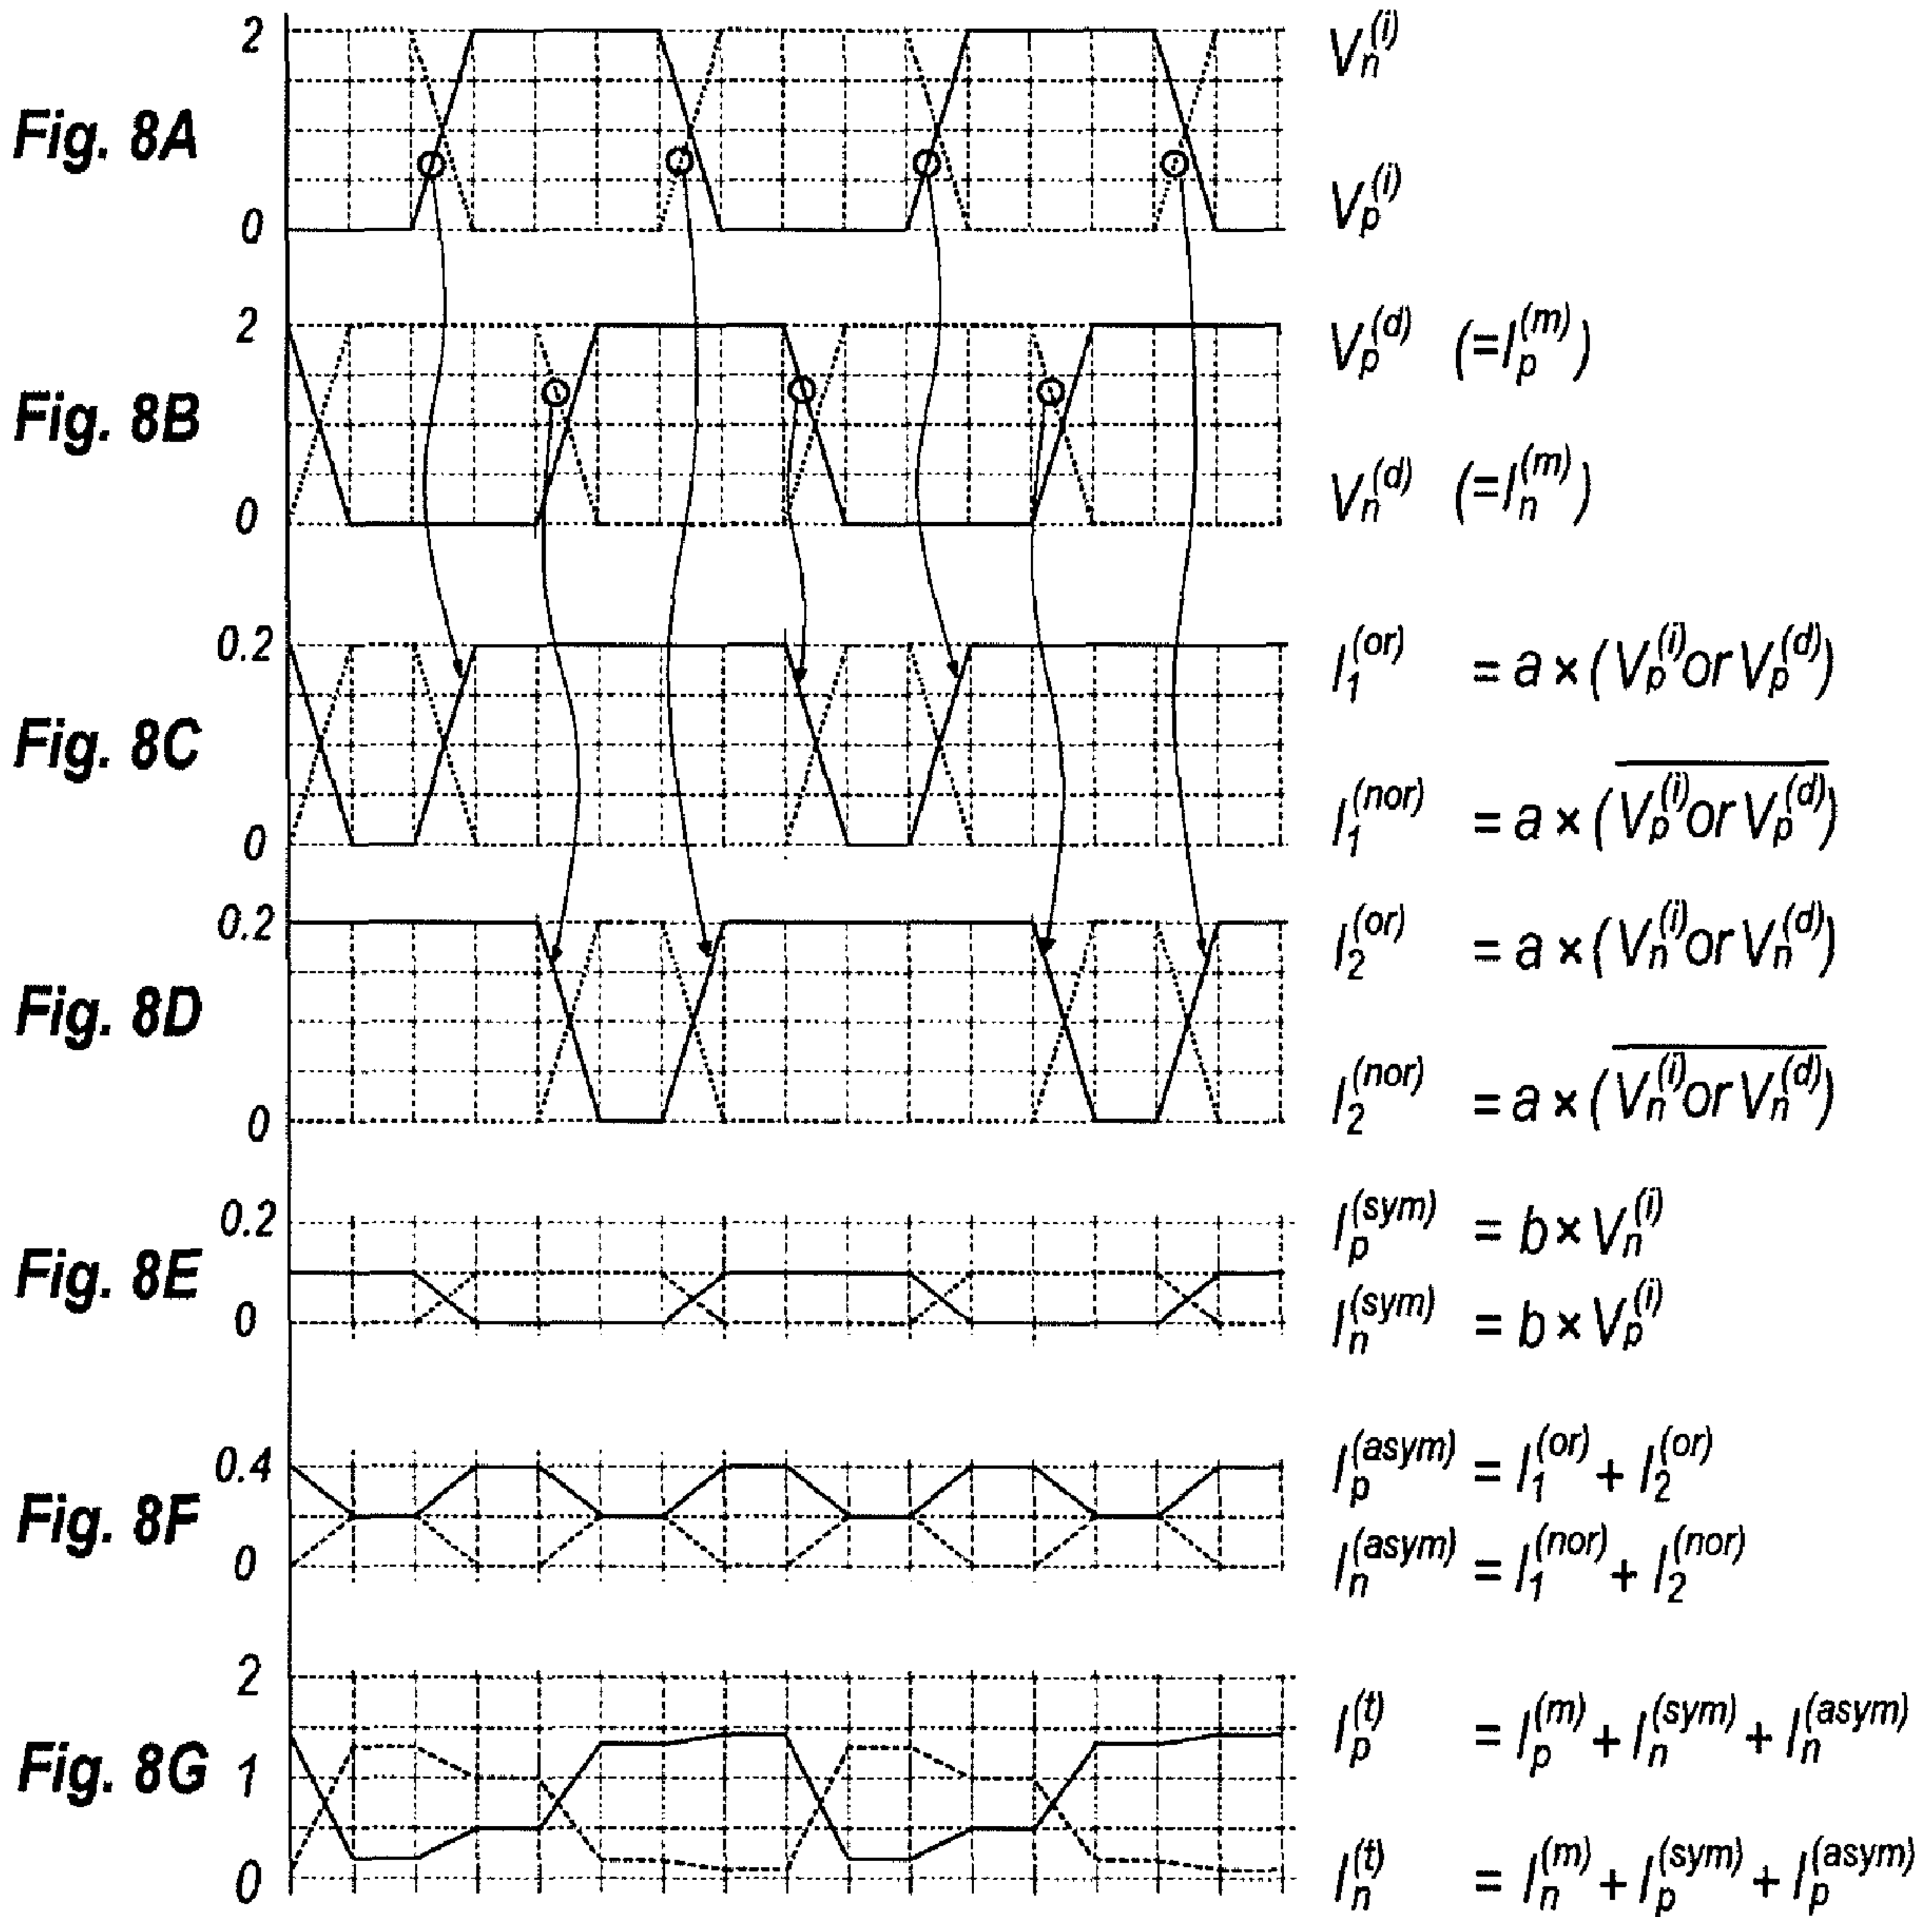 Fig. 8A
2
0
V_n^(i)
V_p^(i)
Fig. 8B
2
0
V_p^(d) (=I_p^(m))
V_n^(d) (=I_n^(m))
Fig. 8C
0.2
0
I_1^(or) = a × (V_p^(i) or V_p^(d))
I_1^(nor) = a × (\overline{V_p^(i) or V_p^(d)})
Fig. 8D
0.2
0
I_2^(or) = a × (V_n^(i) or V_n^(d))
I_2^(nor) = a × (\overline{V_n^(i) or V_n^(d)})
Fig. 8E
0.2
0
I_p^(sym) = b × V_n^(i)
I_n^(sym) = b × V_p^(i)
Fig. 8F
0.4
0
I_p^(asym) = I_1^(or) + I_2^(or)
I_n^(asym) = I_1^(nor) + I_2^(nor)
Fig. 8G
2
1
0
I_p^(t) = I_p^(m) + I_n^(sym) + I_n^(asym)
I_n^(t) = I_n^(m) + I_p^(sym) + I_p^(asym)